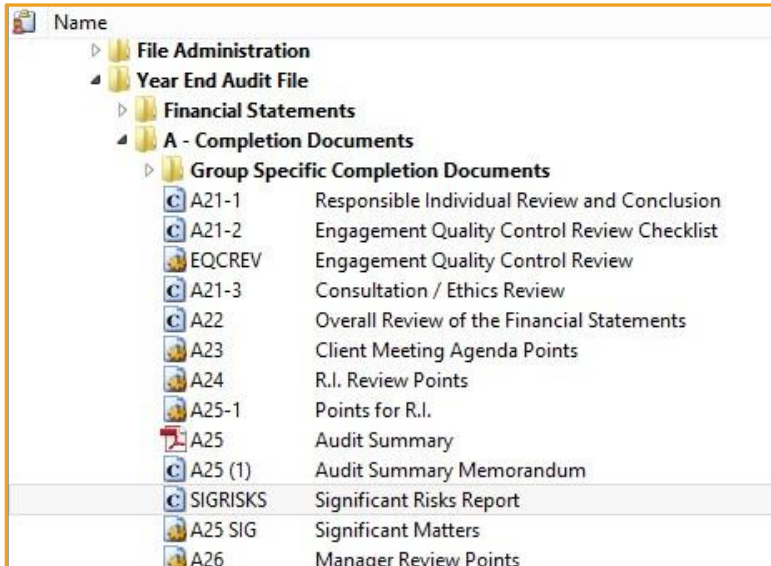 Name
File Administration
Year End Audit File
Financial Statements
A - Completion Documents
Group Specific Completion Documents
A21-1 Responsible Individual Review and Conclusion
A21-2 Engagement Quality Control Review Checklist
EQCREV Engagement Quality Control Review
A21-3 Consultation / Ethics Review
A22 Overall Review of the Financial Statements
A23 Client Meeting Agenda Points
A24 R.I. Review Points
A25-1 Points for R.I.
A25 Audit Summary
A25 (1) Audit Summary Memorandum
SIGRISKS Significant Risks Report
A25 SIG Significant Matters
A26 Manager Review Points